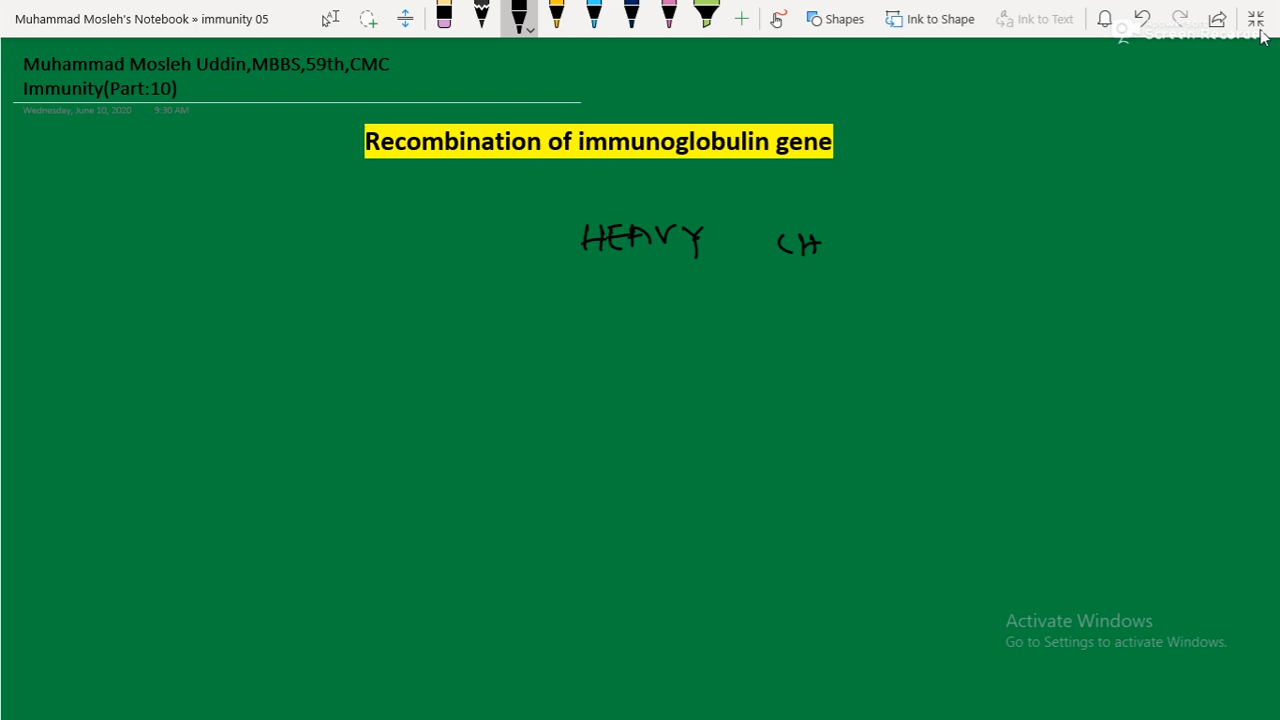 Muhammad Mosleh's Notebook » immunity 05
Shapes
Ink to Shape
Ink to Text
Muhammad Mosleh Uddin,MBBS,59th,CMC
Immunity(Part:10)
Wednesday, June 10, 2020 9:30 AM
Recombination of immunoglobulin gene
HEAVY CH
Activate Windows
Go to Settings to activate Windows.